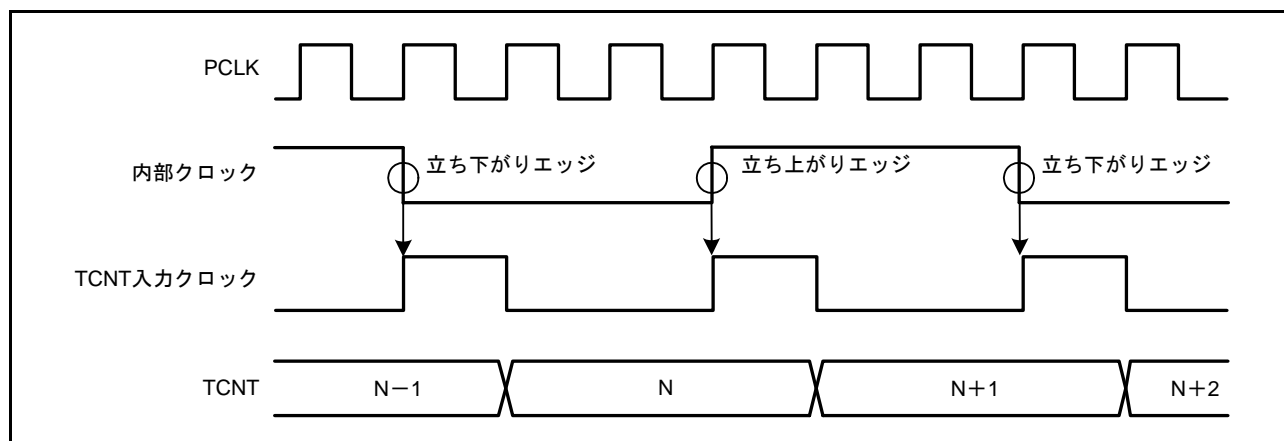 PCLK
内部クロック
立ち下がりエッジ
立ち上がりエッジ
立ち下がりエッジ
TCNT入力クロック
TCNT
N－1
N
N＋1
N＋2